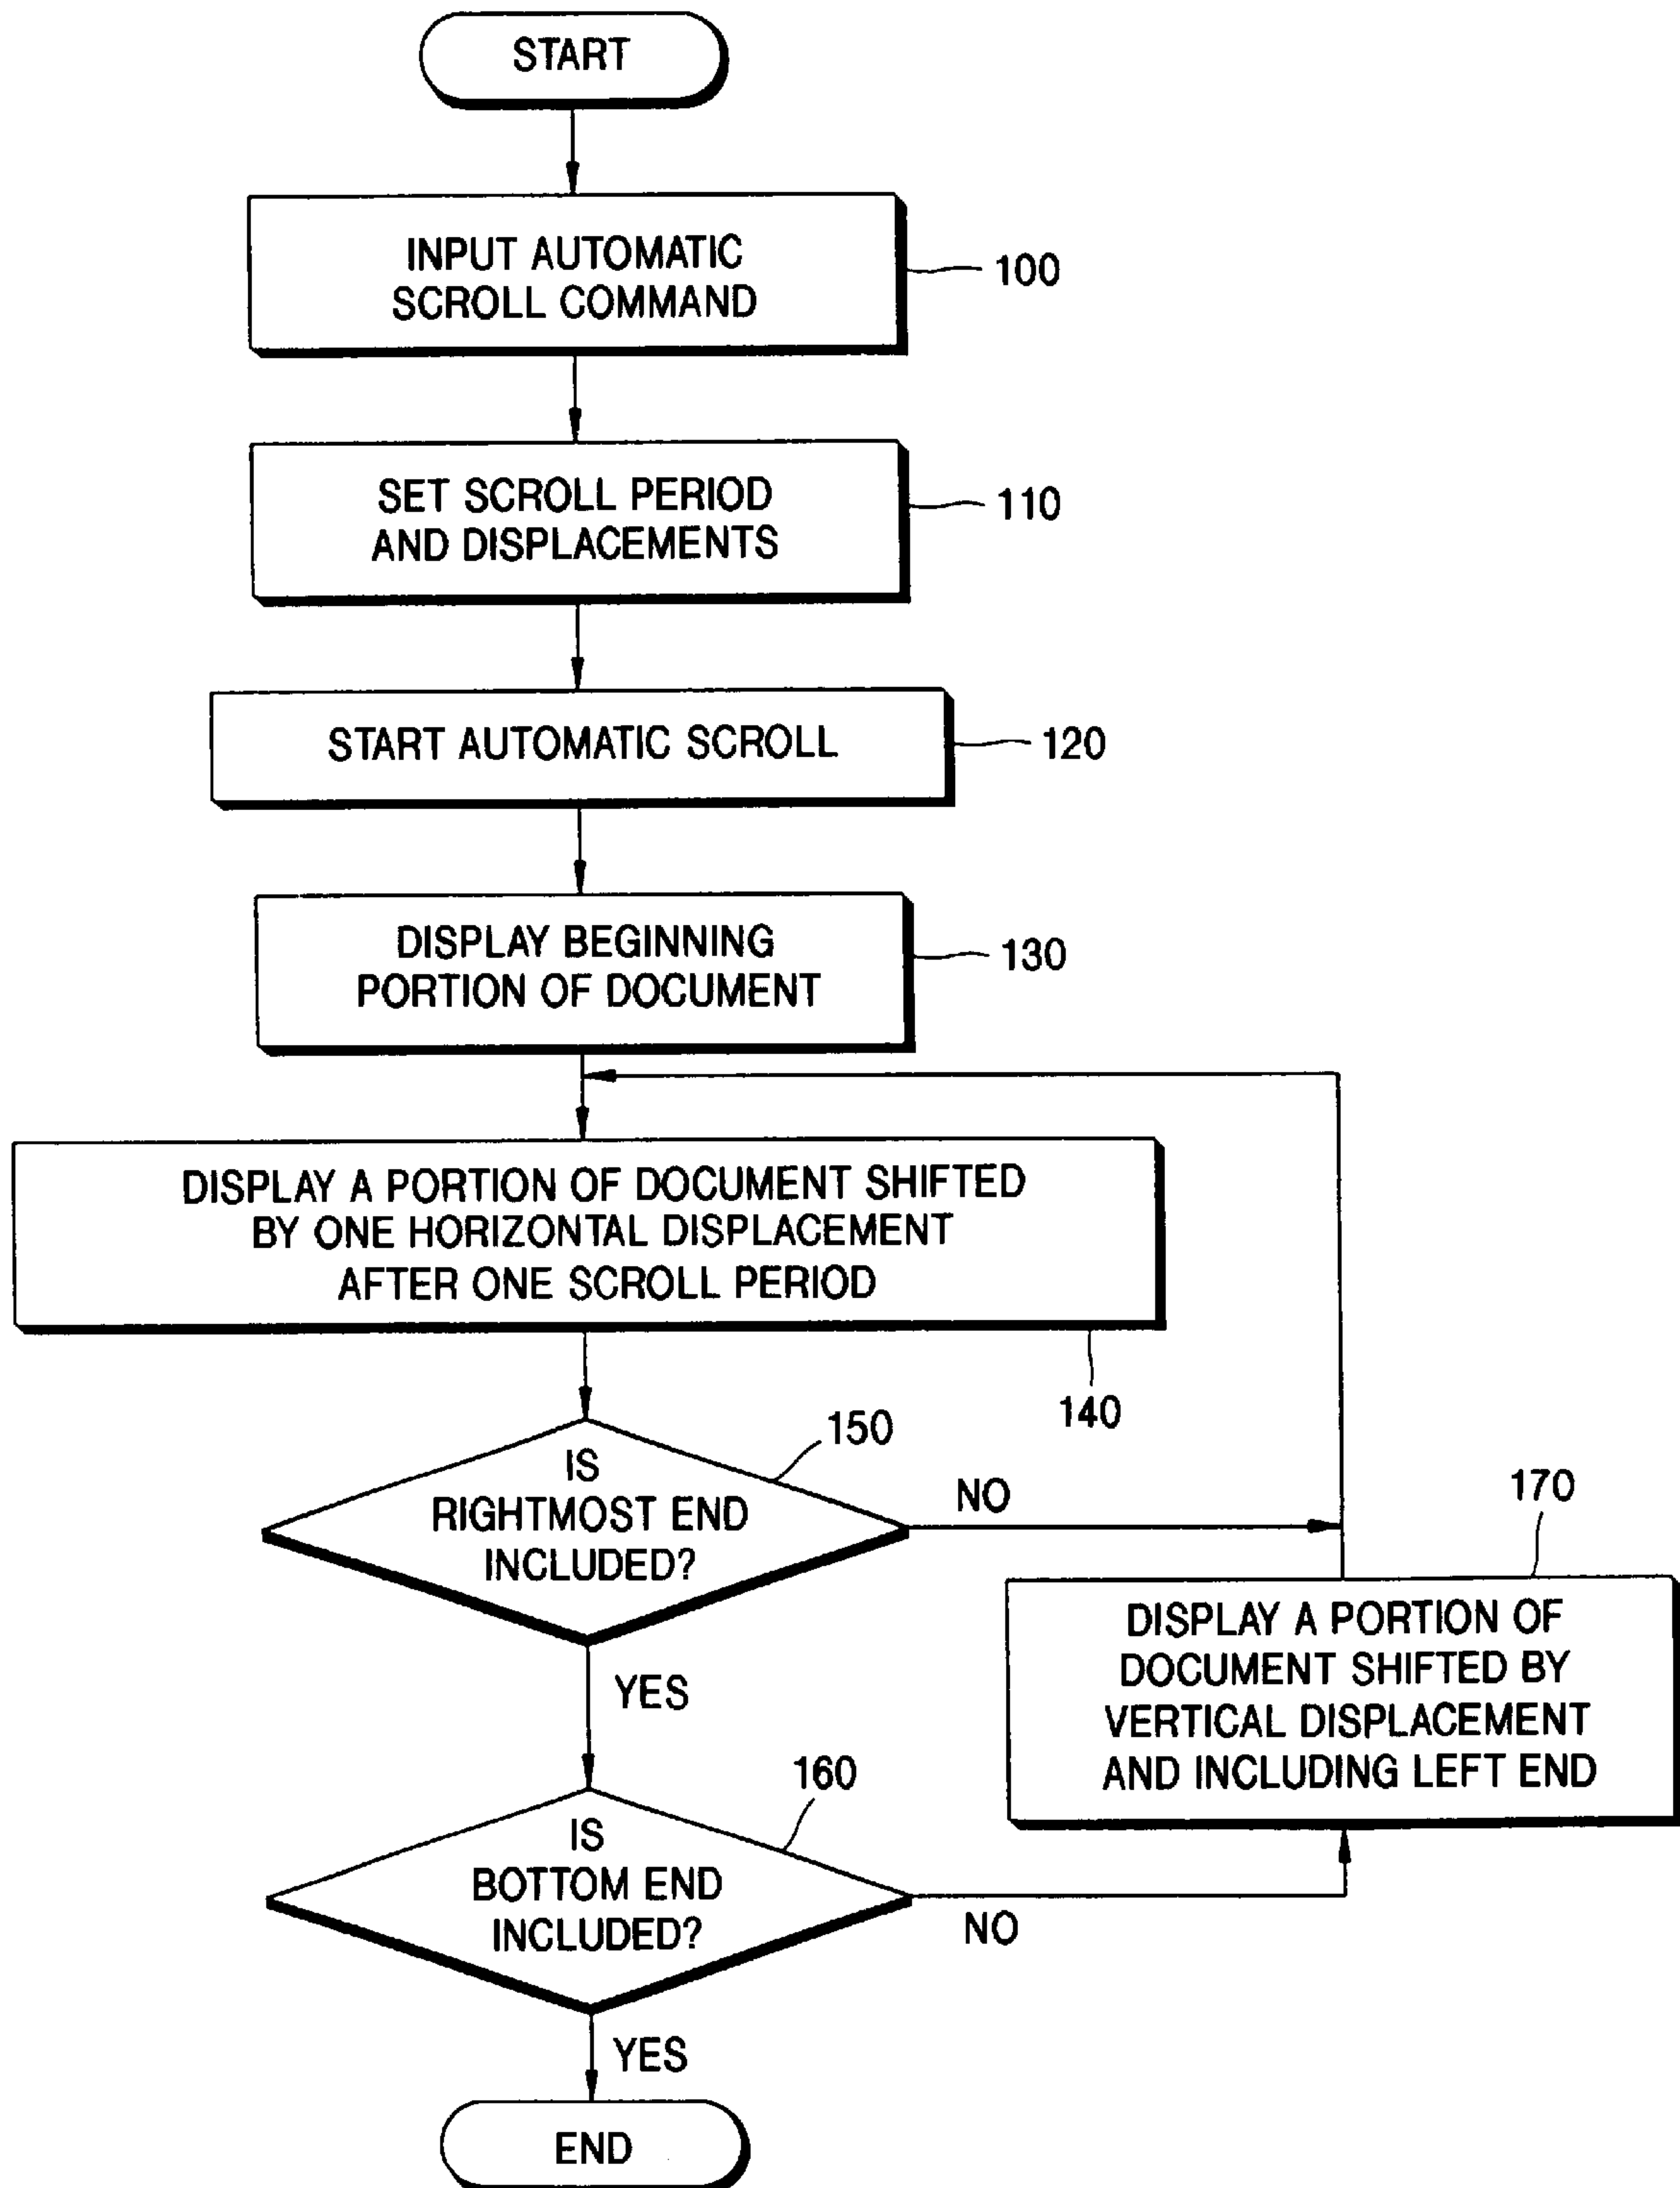 START
INPUT AUTOMATIC
SCROLL COMMAND
100
SET SCROLL PERIOD
AND DISPLACEMENTS
110
START AUTOMATIC SCROLL
120
DISPLAY BEGINNING
PORTION OF DOCUMENT
130
DISPLAY A PORTION OF DOCUMENT SHIFTED
BY ONE HORIZONTAL DISPLACEMENT
AFTER ONE SCROLL PERIOD
140
IS
RIGHTMOST END
INCLUDED?
150
NO
YES
170
DISPLAY A PORTION OF
DOCUMENT SHIFTED BY
VERTICAL DISPLACEMENT
AND INCLUDING LEFT END
160
IS
BOTTOM END
INCLUDED?
NO
YES
END